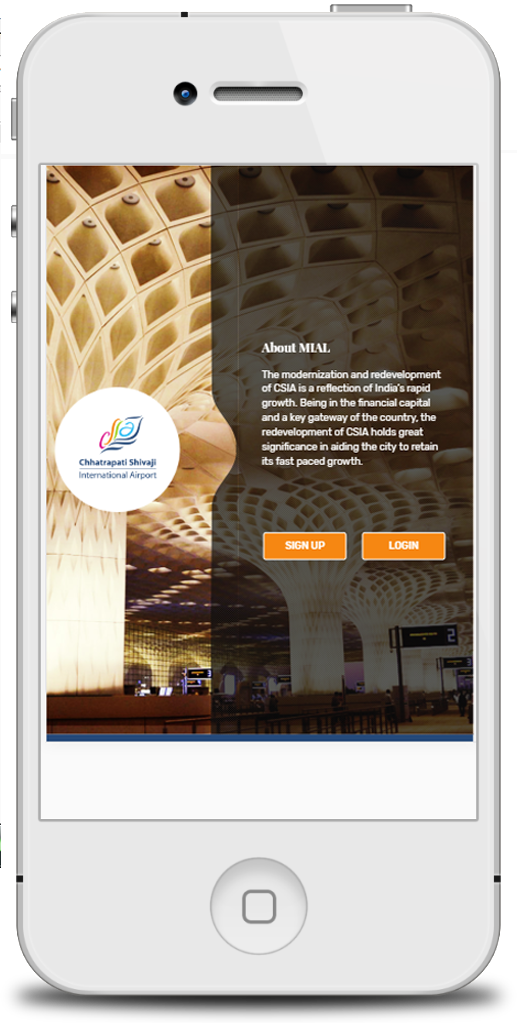 About MIAL
The modernization and redevelopment
of CSIA is a reflection of India's rapid
growth. Being in the financial capital
and a key gateway of the country, the
redevelopment of CSIA holds great
significance in aiding the city to retain
its fast paced growth.
csia
Chhatrapati Shivaji
International Airport
SIGN UP LOGIN
2
3